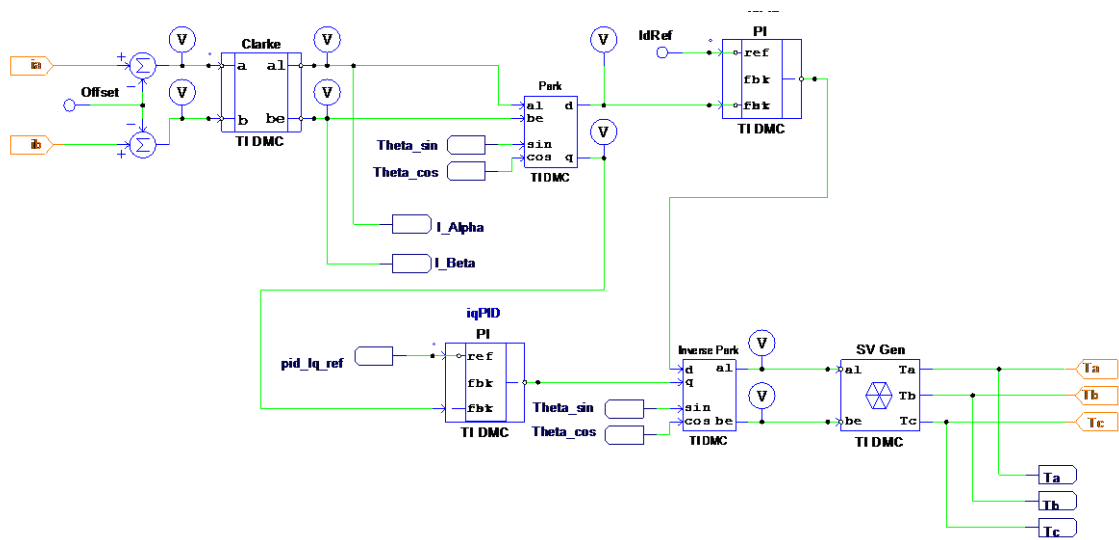 PI
IdRef
ref
fbk
fbk
TI DMC
V
V
V
V
V
V
Clarke
a
al
b
be
TI DMC
ia
Offset
ib
Σ
Σ
+
-
-
+
Park
al
d
be
sin
cos
q
TI DMC
Theta_sin
Theta_cos
I_Alpha
I_Beta
iqPID
PI
ref
fbk
fbk
TI DMC
pid_Iq_ref
Theta_sin
Theta_cos
Inverse Park
d
al
q
sin
cos
be
TI DMC
V
V
SV Gen
al
Ta
Tb
be
Tc
TI DMC
Ta
Tb
Tc
Ta
Tb
Tc